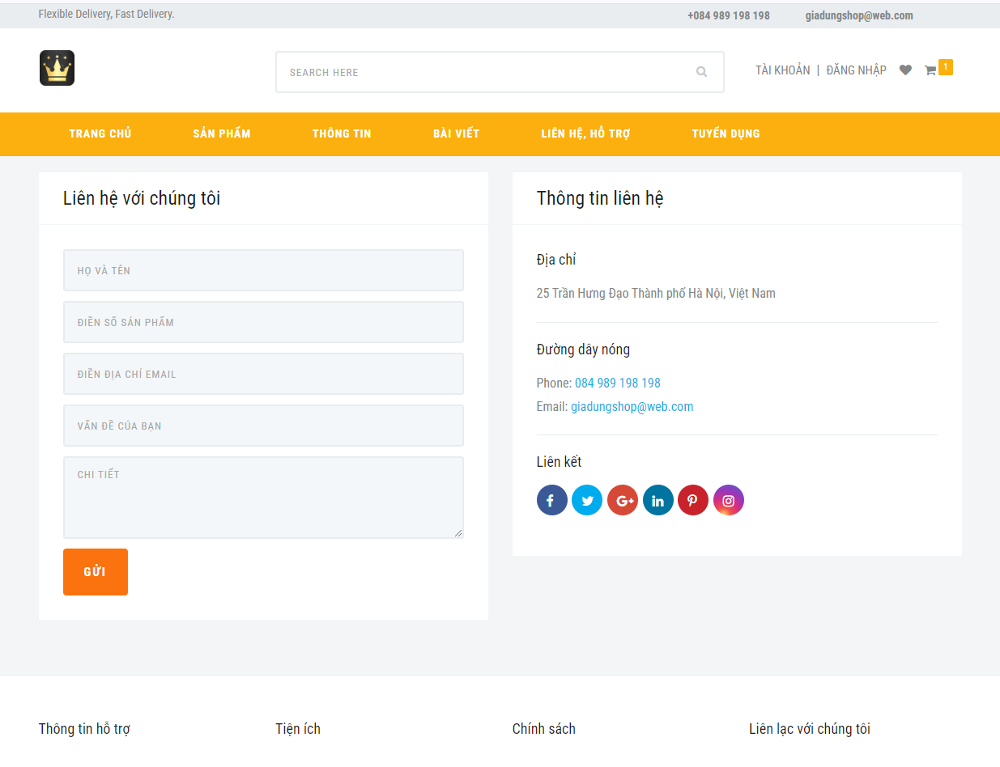 Flexible Delivery, Fast Delivery.
+084 989 198 198
giadungshop@web.com
SEARCH HERE
TÀI KHOẢN | ĐĂNG NHẬP
1
TRANG CHỦ
SẢN PHẨM
THÔNG TIN
BÀI VIẾT
LIÊN HỆ, HỖ TRỢ
TUYỂN DỤNG
Liên hệ với chúng tôi
HỌ VÀ TÊN
ĐIỀN SỐ SẢN PHẨM
ĐIỀN ĐỊA CHỈ EMAIL
VẤN ĐỀ CỦA BẠN
CHI TIẾT
GỬI
Thông tin liên hệ
Địa chỉ
25 Trần Hưng Đạo Thành phố Hà Nội, Việt Nam
Đường dây nóng
Phone: 084 989 198 198
Email: giadungshop@web.com
Liên kết
Thông tin hỗ trợ
Tiện ích
Chính sách
Liên lạc với chúng tôi